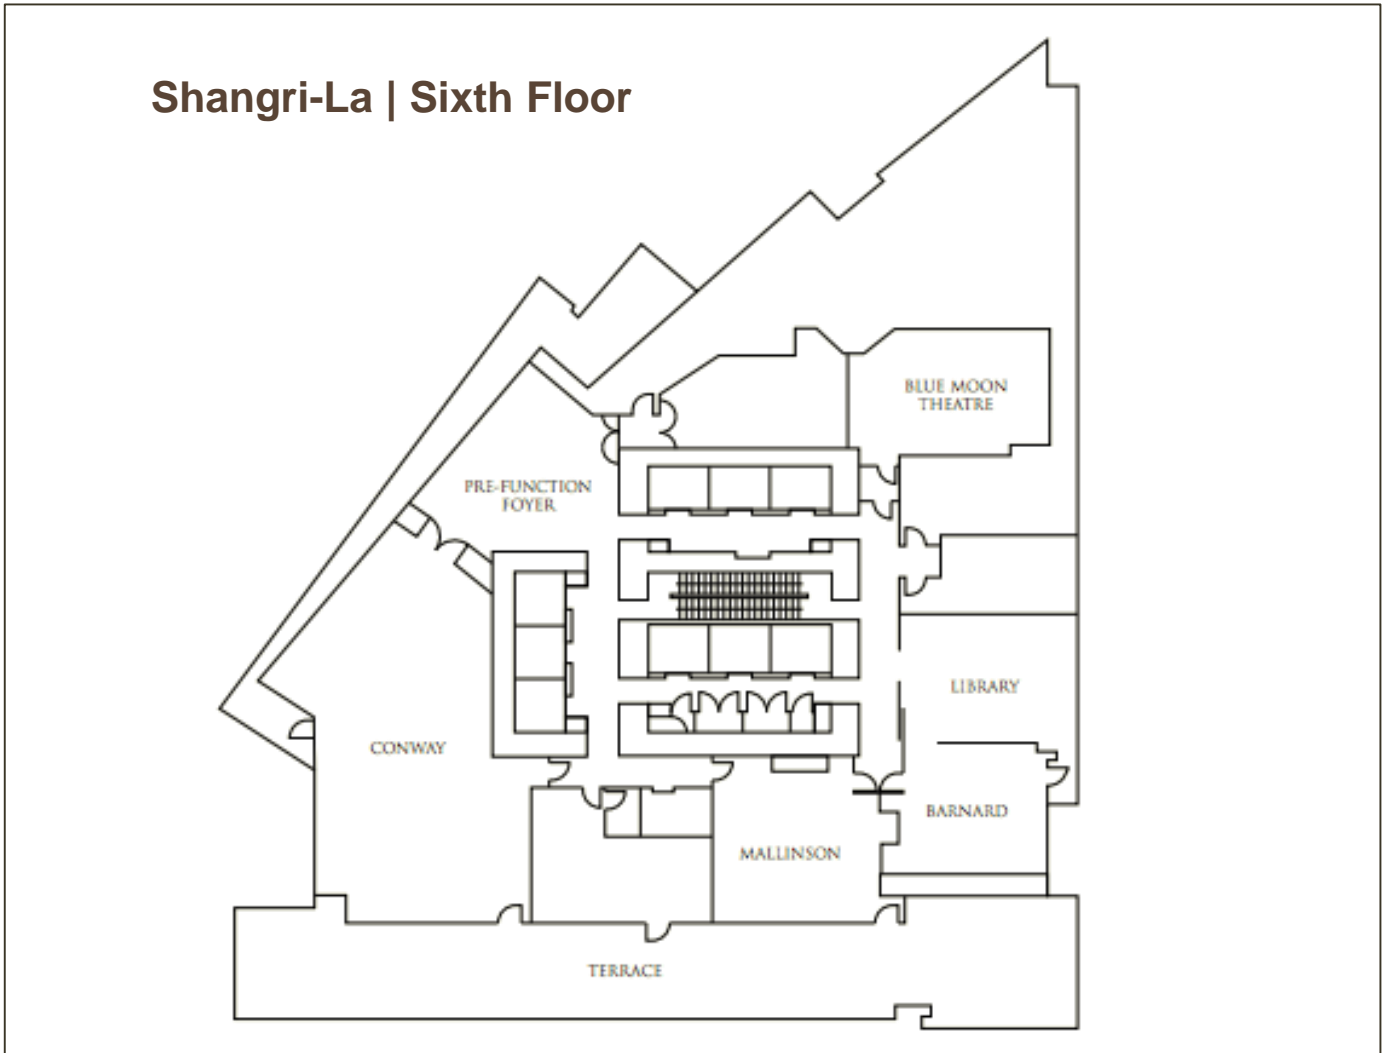 Shangri-La | Sixth Floor
BLUE MOON
THEATRE
PRE-FUNCTION
FOYER
LIBRARY
CONWAY
BARNARD
MALLINSON
TERRACE